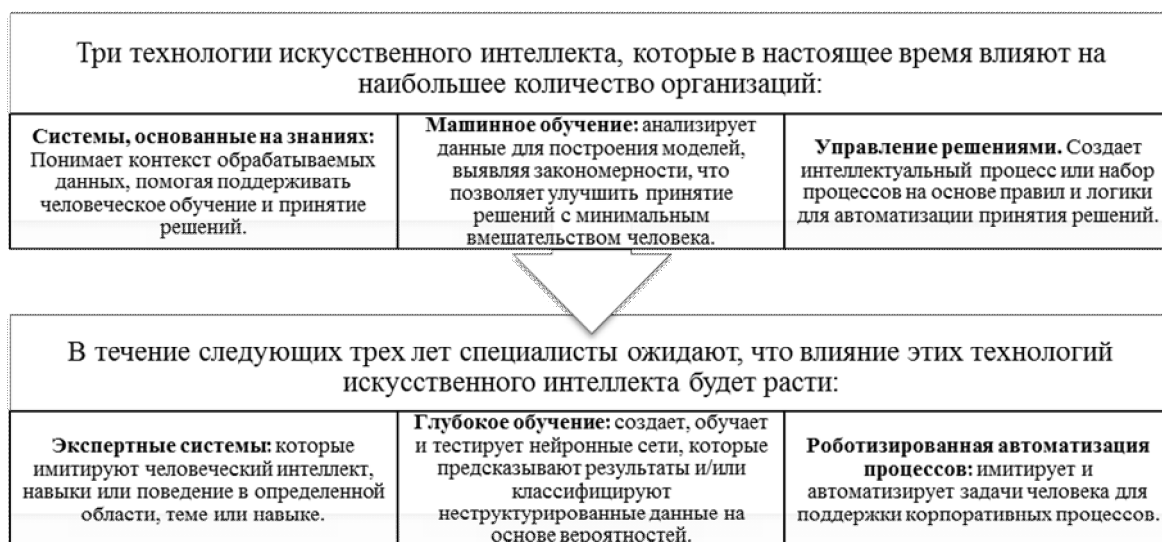 Три технологии искусственного интеллекта, которые в настоящее время влияют на
наибольшее количество организаций:
Системы, основанные на знаниях:
Понимает контекст обрабатываемых
данных, помогая поддерживать
человеческое обучение и принятие
решений.
Машинное обучение: анализирует
данные для построения моделей,
выявляя закономерности, что
позволяет улучшить принятие
решений с минимальным
вмешательством человека.
Управление решениями. Создает
интеллектуальный процесс или набор
процессов на основе правил и логики
для автоматизации принятия решений.
В течение следующих трех лет специалисты ожидают, что влияние этих технологий
искусственного интеллекта будет расти:
Экспертные системы: которые
имитируют человеческий интеллект,
навыки или поведение в определенной
области, теме или навыке.
Глубокое обучение: создает, обучает
и тестирует нейронные сети, которые
предсказывают результаты и/или
классифицируют
неструктурированные данные на
основе вероятностей.
Роботизированная автоматизация
процессов: имитирует и
автоматизирует задачи человека для
поддержки корпоративных процессов.